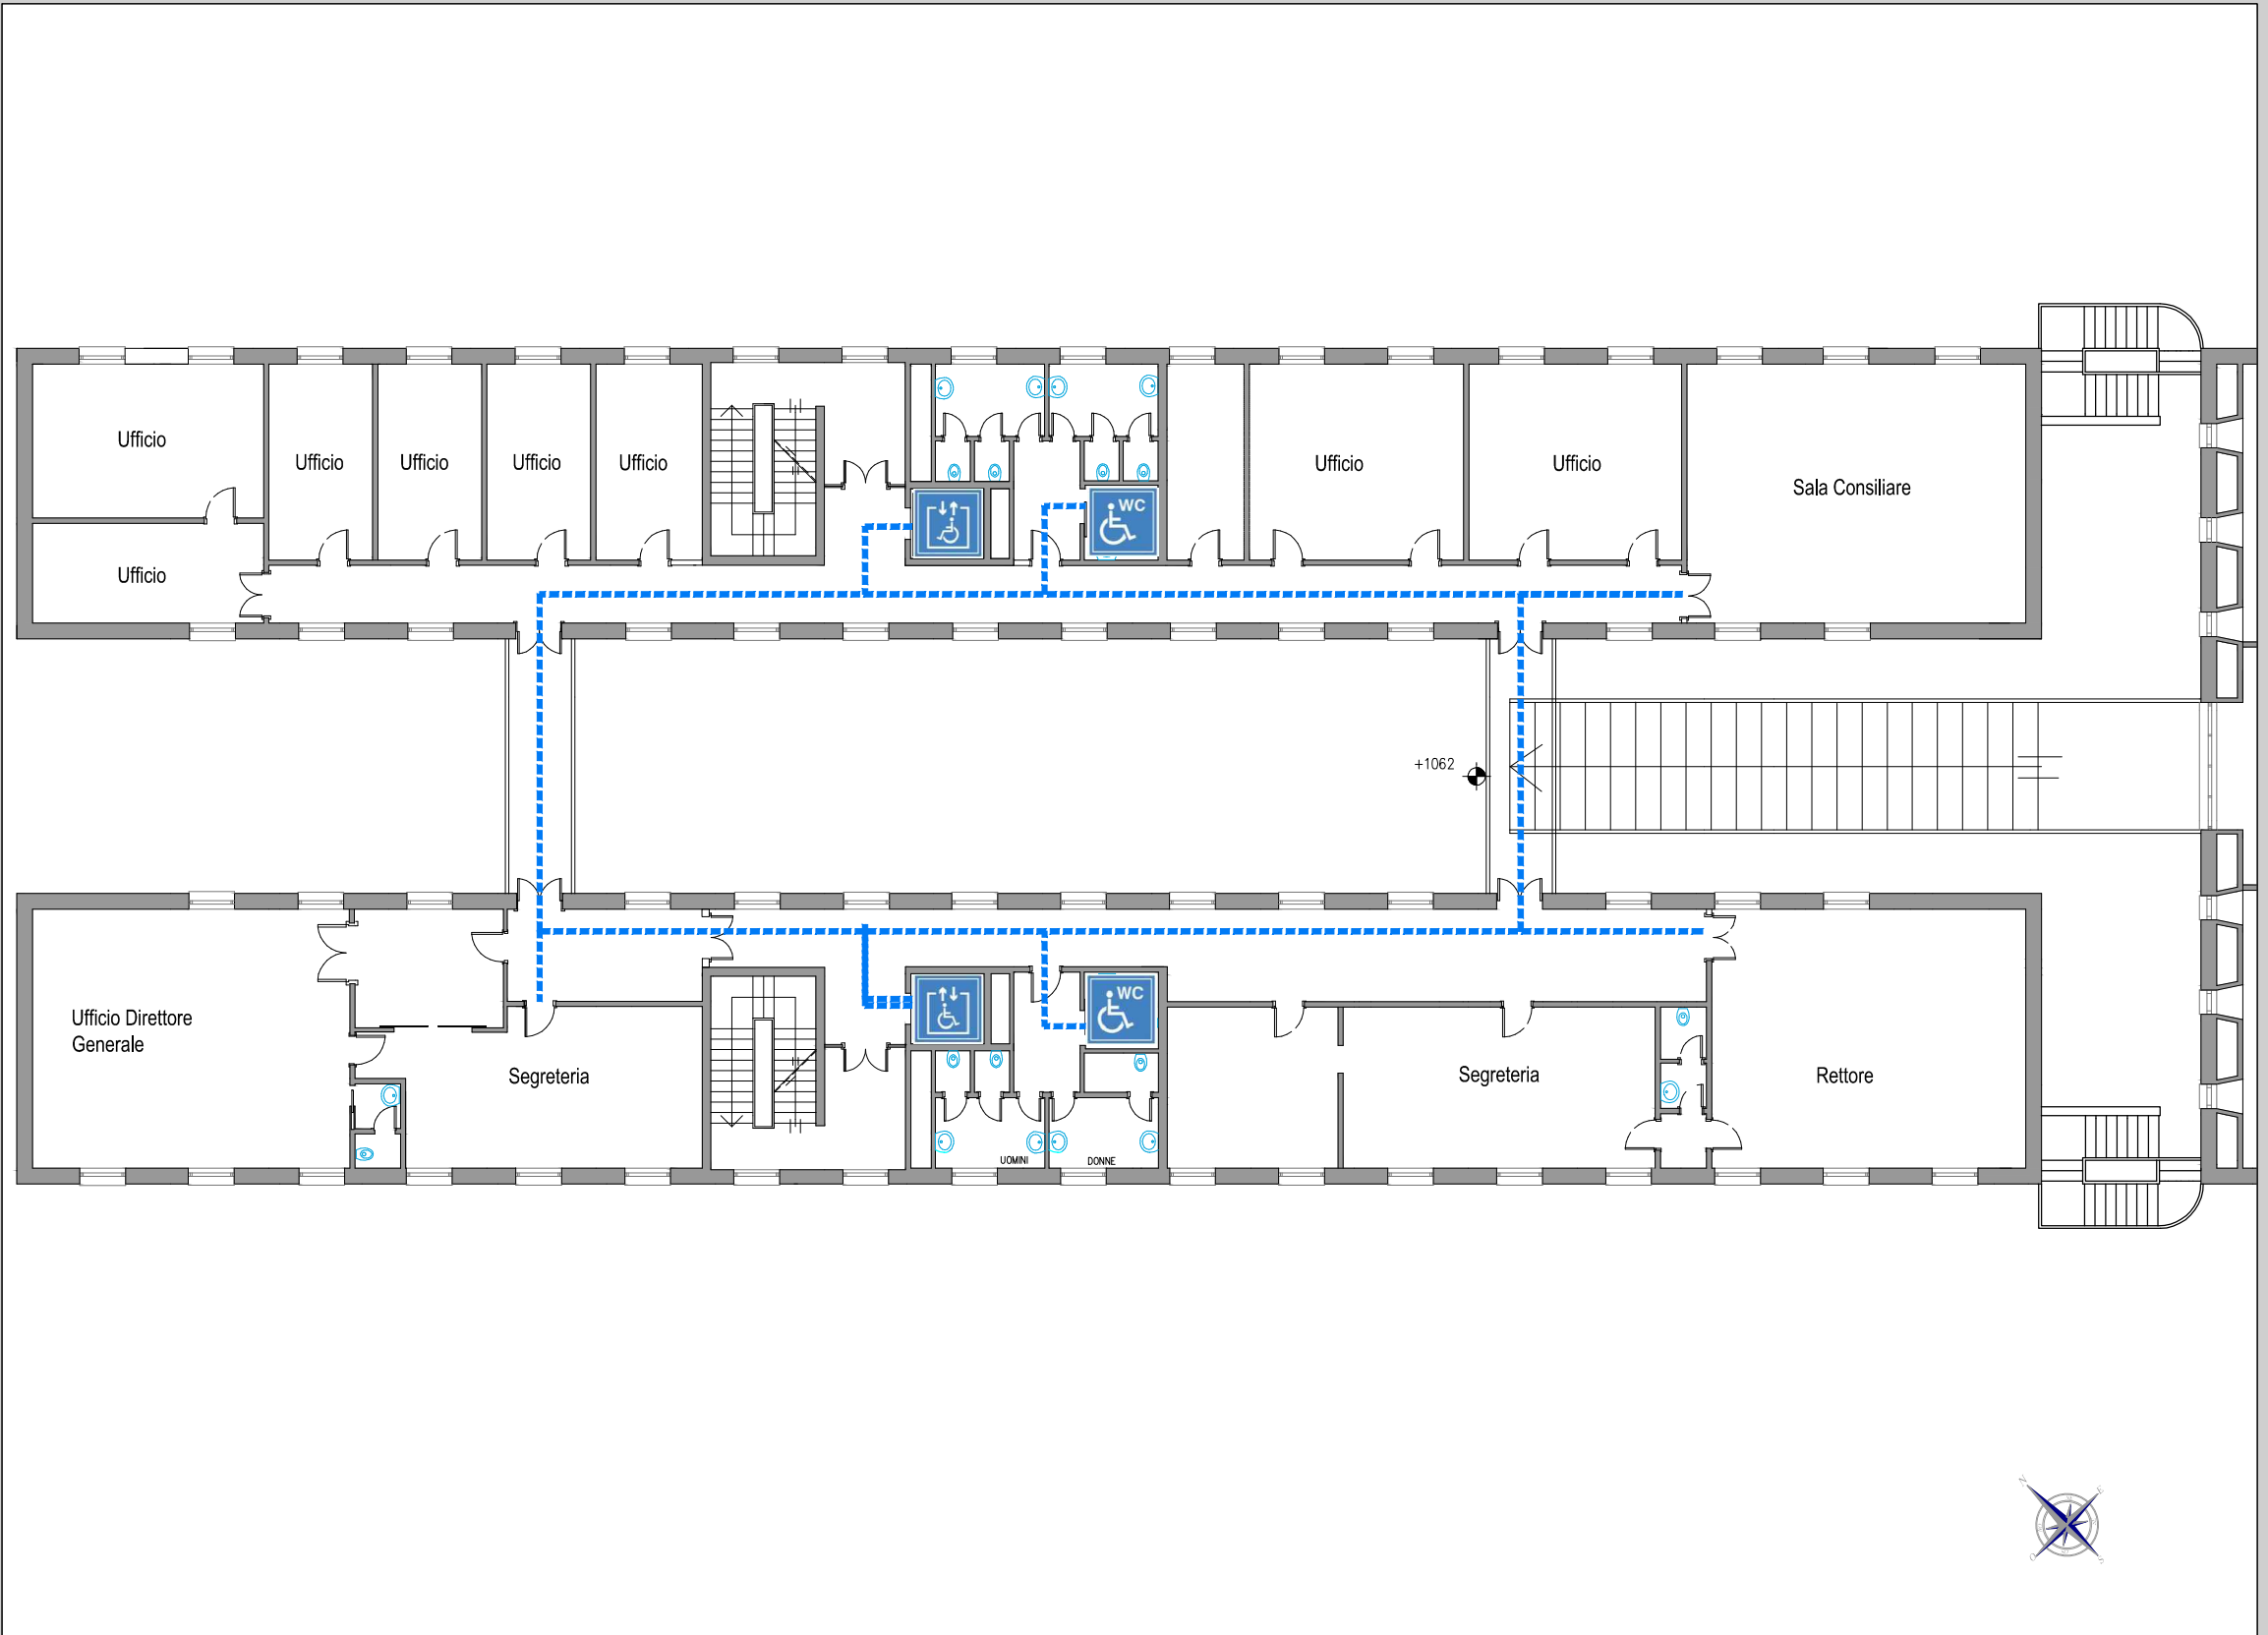 WC
Ufficio
Ufficio
Ufficio
Ufficio
Ufficio
Ufficio
Ufficio
Sala Consiliare
Ufficio
+1062
WC
Ufficio Direttore
Generale
Segreteria
Segreteria
Rettore
UOMINI
DONNE
N
E
O
S